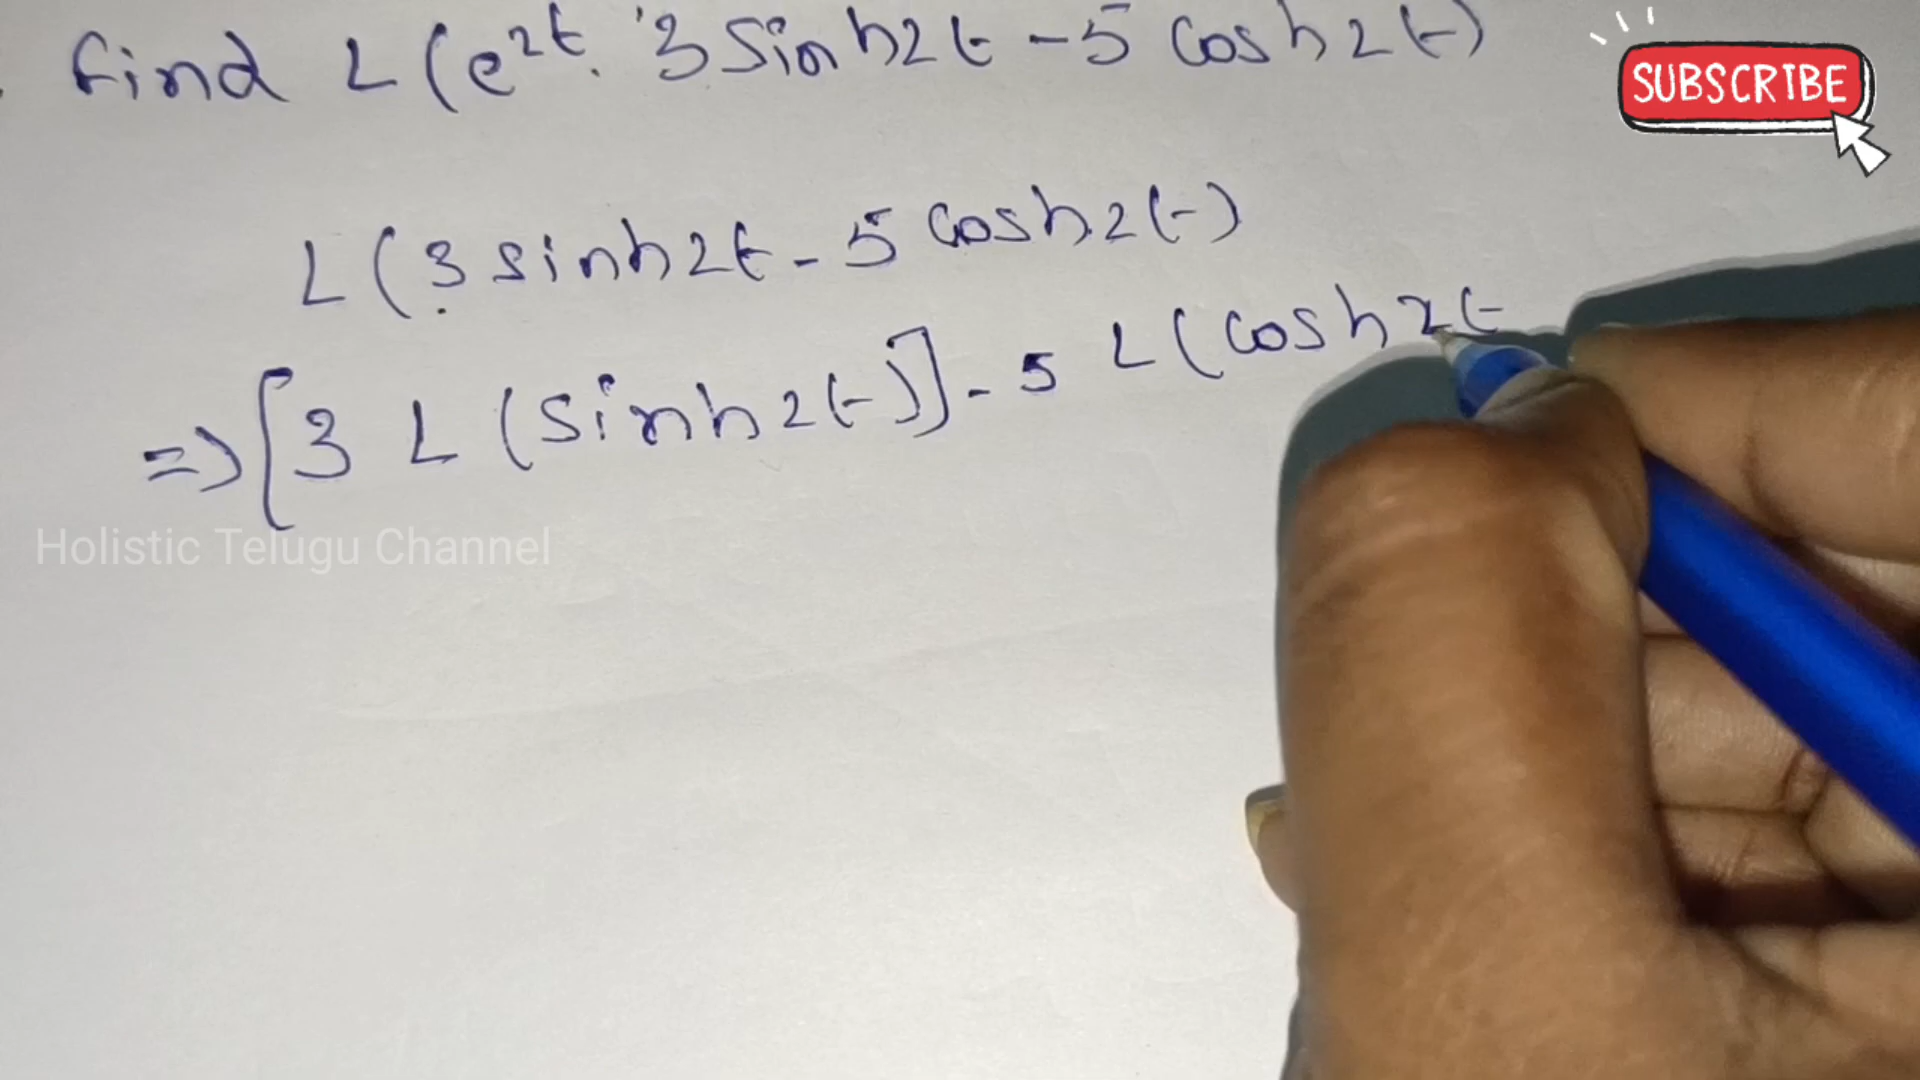 Find L(e^2t. 3 sinh2t - 5 cosh2t)
SUBSCRIBE
L(3 sinh2t - 5 cosh2t)
=> [3 L (sinh2t)] - 5 L (cosh2t
Holistic Telugu Channel